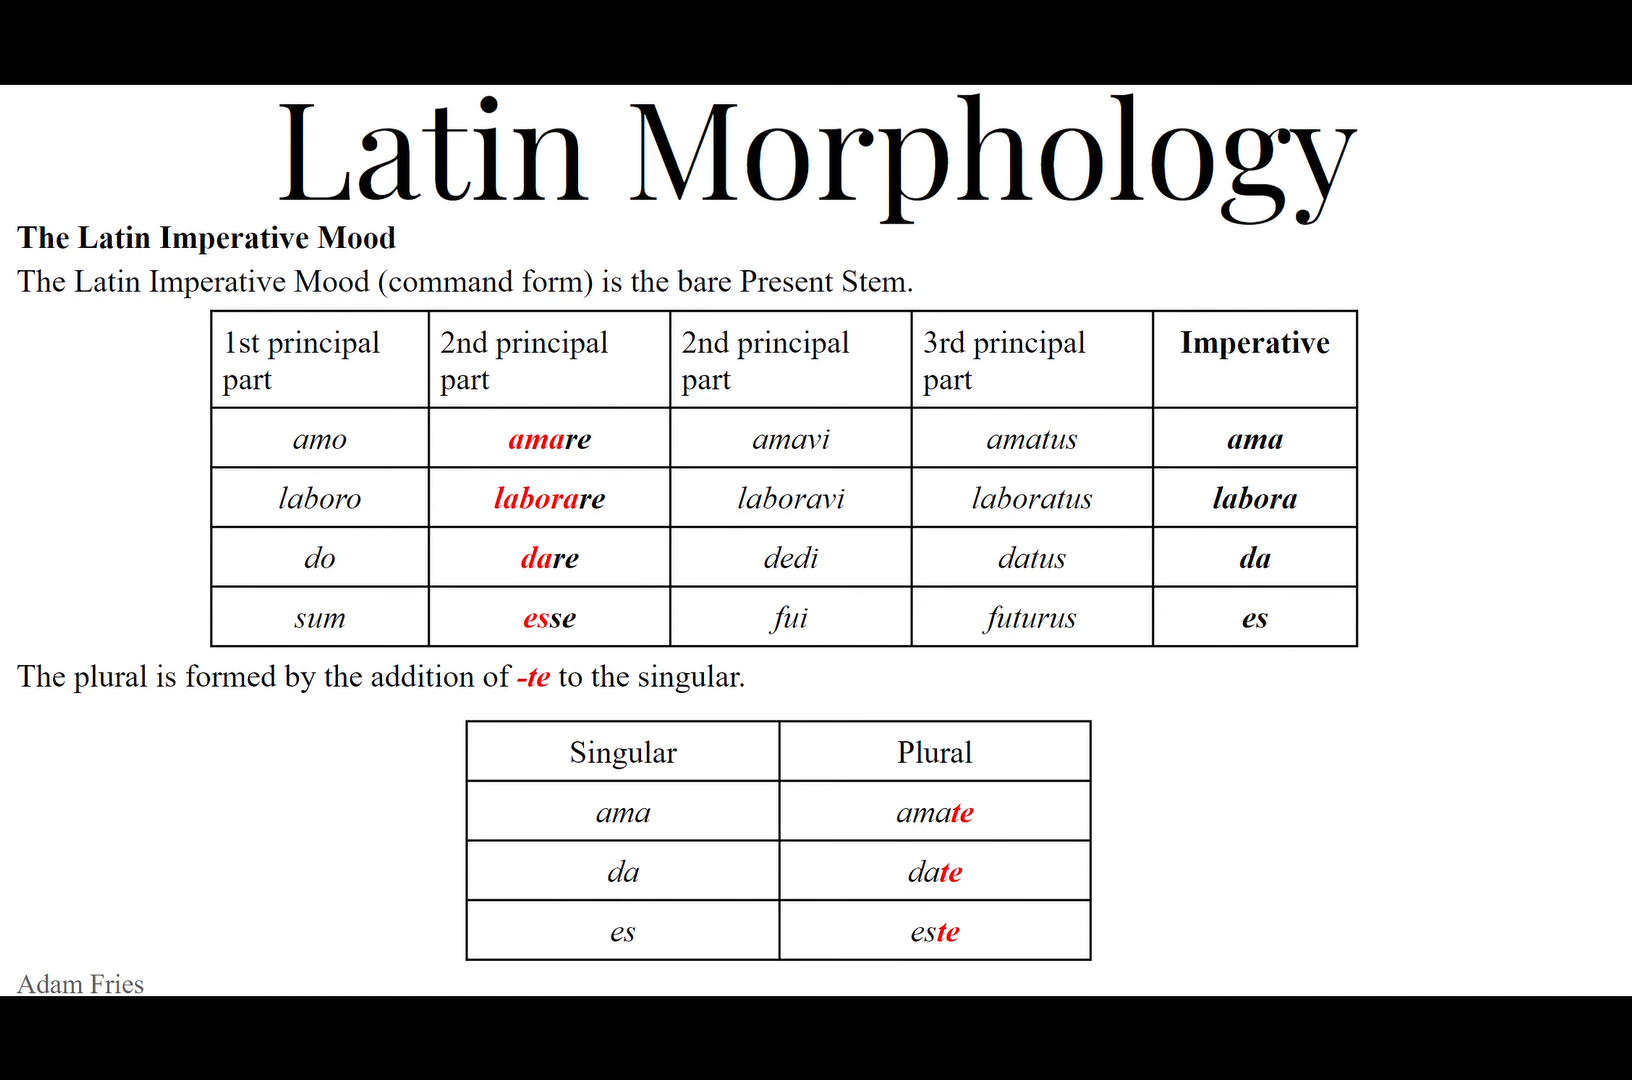 Latin Morphology
The Latin Imperative Mood
The Latin Imperative Mood (command form) is the bare Present Stem.
1st principal part 2nd principal part 2nd principal part 3rd principal part Imperative
amo amare amavi amatus ama
laboro laborare laboravi laboratus labora
do dare dedi datus da
sum esse fui futurus es
The plural is formed by the addition of -te to the singular.
Singular Plural
ama amate
da date
es este
Adam Fries